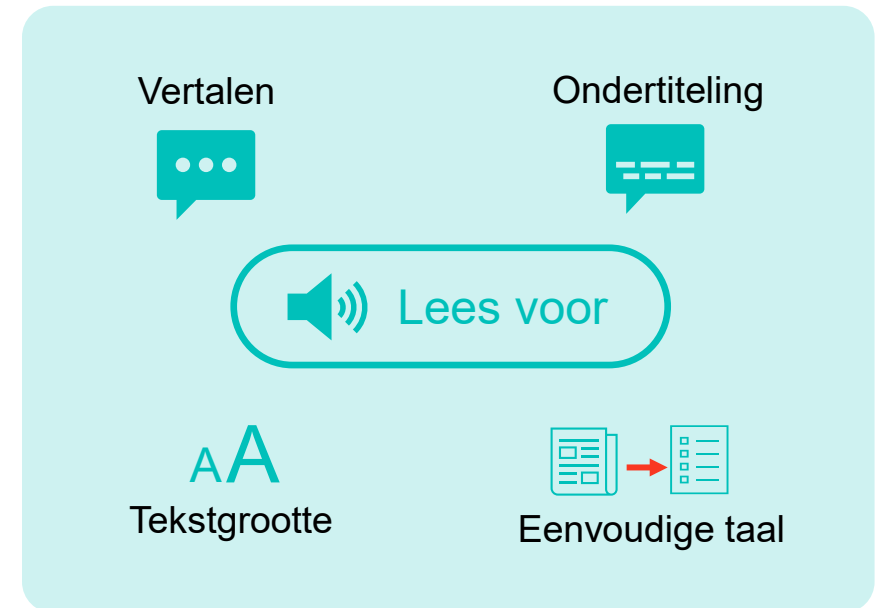 Vertalen
Ondertiteling
Lees voor
AA
Tekstgrootte
Eenvoudige taal